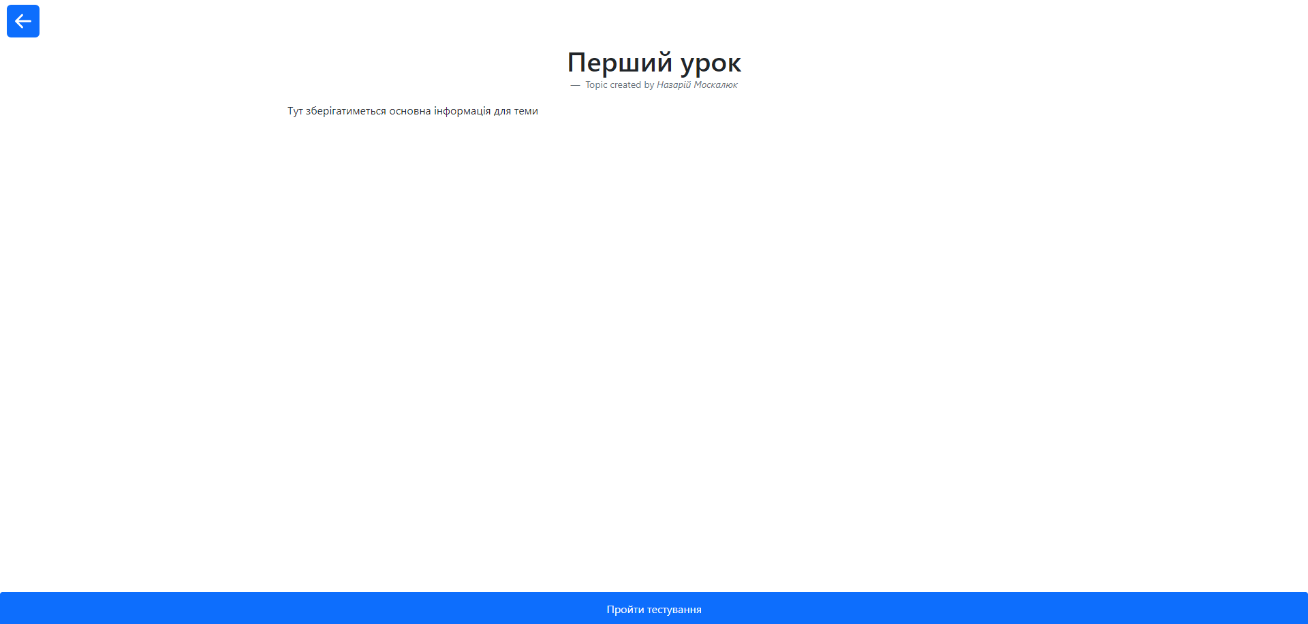 Перший урок
— Topic created by Назарій Москалюк
Тут зберігатиметься основна інформація для теми
Пройти тестування